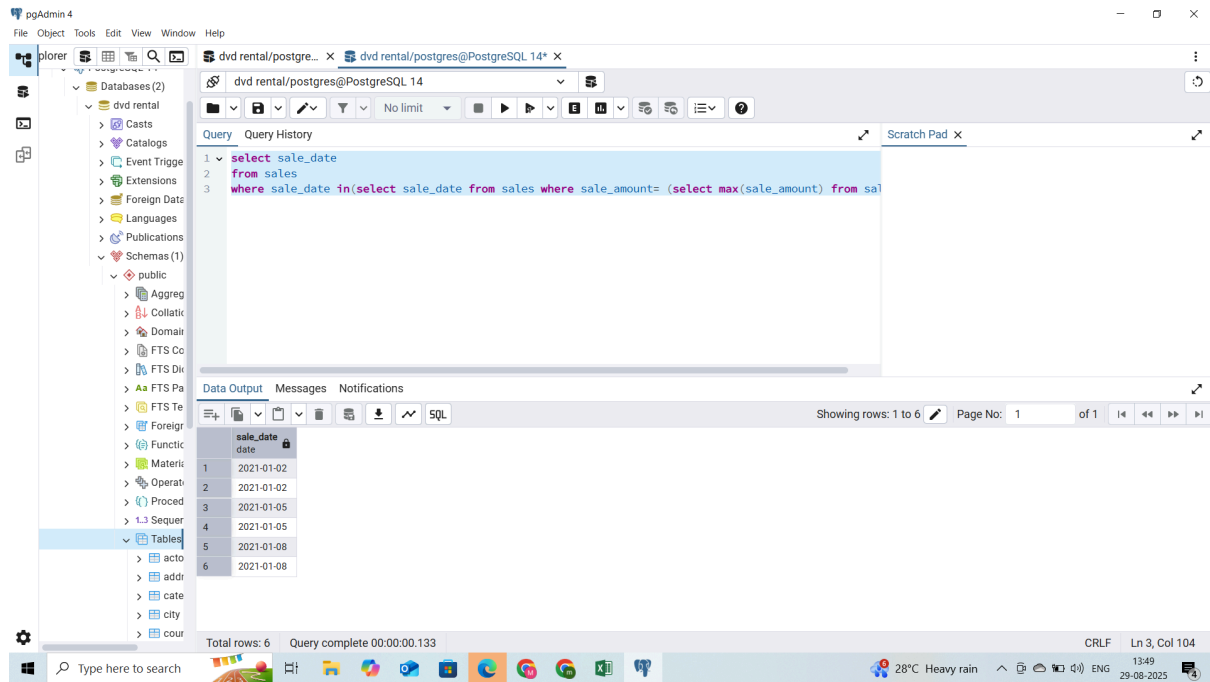 pgAdmin 4
File Object Tools Edit View Window Help
plorer
dvd rental/postgre... dvd rental/postgres@PostgreSQL 14*
dvd rental/postgres@PostgreSQL 14
No limit
Query Query History
Scratch Pad
1 select sale_date
2 from sales
3 where sale_date in(select sale_date from sales where sale_amount= (select max(sale_amount) from sal
Databases (2)
dvd rental
Casts
Catalogs
Event Trigge
Extensions
Foreign Data
Languages
Publications
Schemas (1)
public
Aggreg
Collatic
Domair
FTS Co
FTS Dic
FTS Pa
FTS Te
Foreigr
Functic
Materia
Operat
Proced
1..3 Sequer
Tables
acto
addr
cate
city
cour
Data Output Messages Notifications
SQL
Showing rows: 1 to 6 Page No: 1 of 1
sale_date
date
1 2021-01-02
2 2021-01-02
3 2021-01-05
4 2021-01-05
5 2021-01-08
6 2021-01-08
Total rows: 6 Query complete 00:00:00.133 CRLF Ln 3, Col 104
Type here to search
28°C Heavy rain
ENG
13:49
29-08-2025